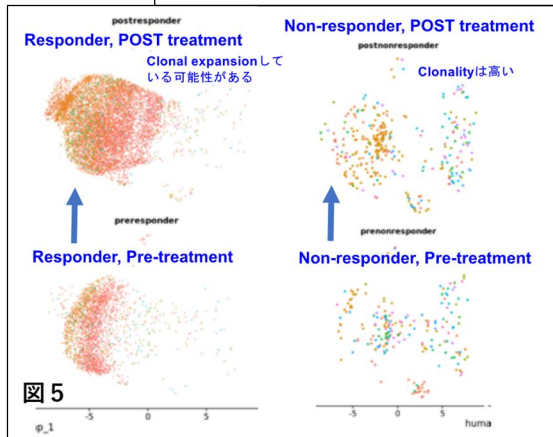 postresponder
Responder, POST treatment
Clonal expansionして
いる可能性がある
postnonresponder
Non-responder, POST treatment
Clonalityは高い
preresponder
Responder, Pre-treatment
prenonresponder
Non-responder, Pre-treatment
図5
-5 0 5
p_1
-5 0 5
huma